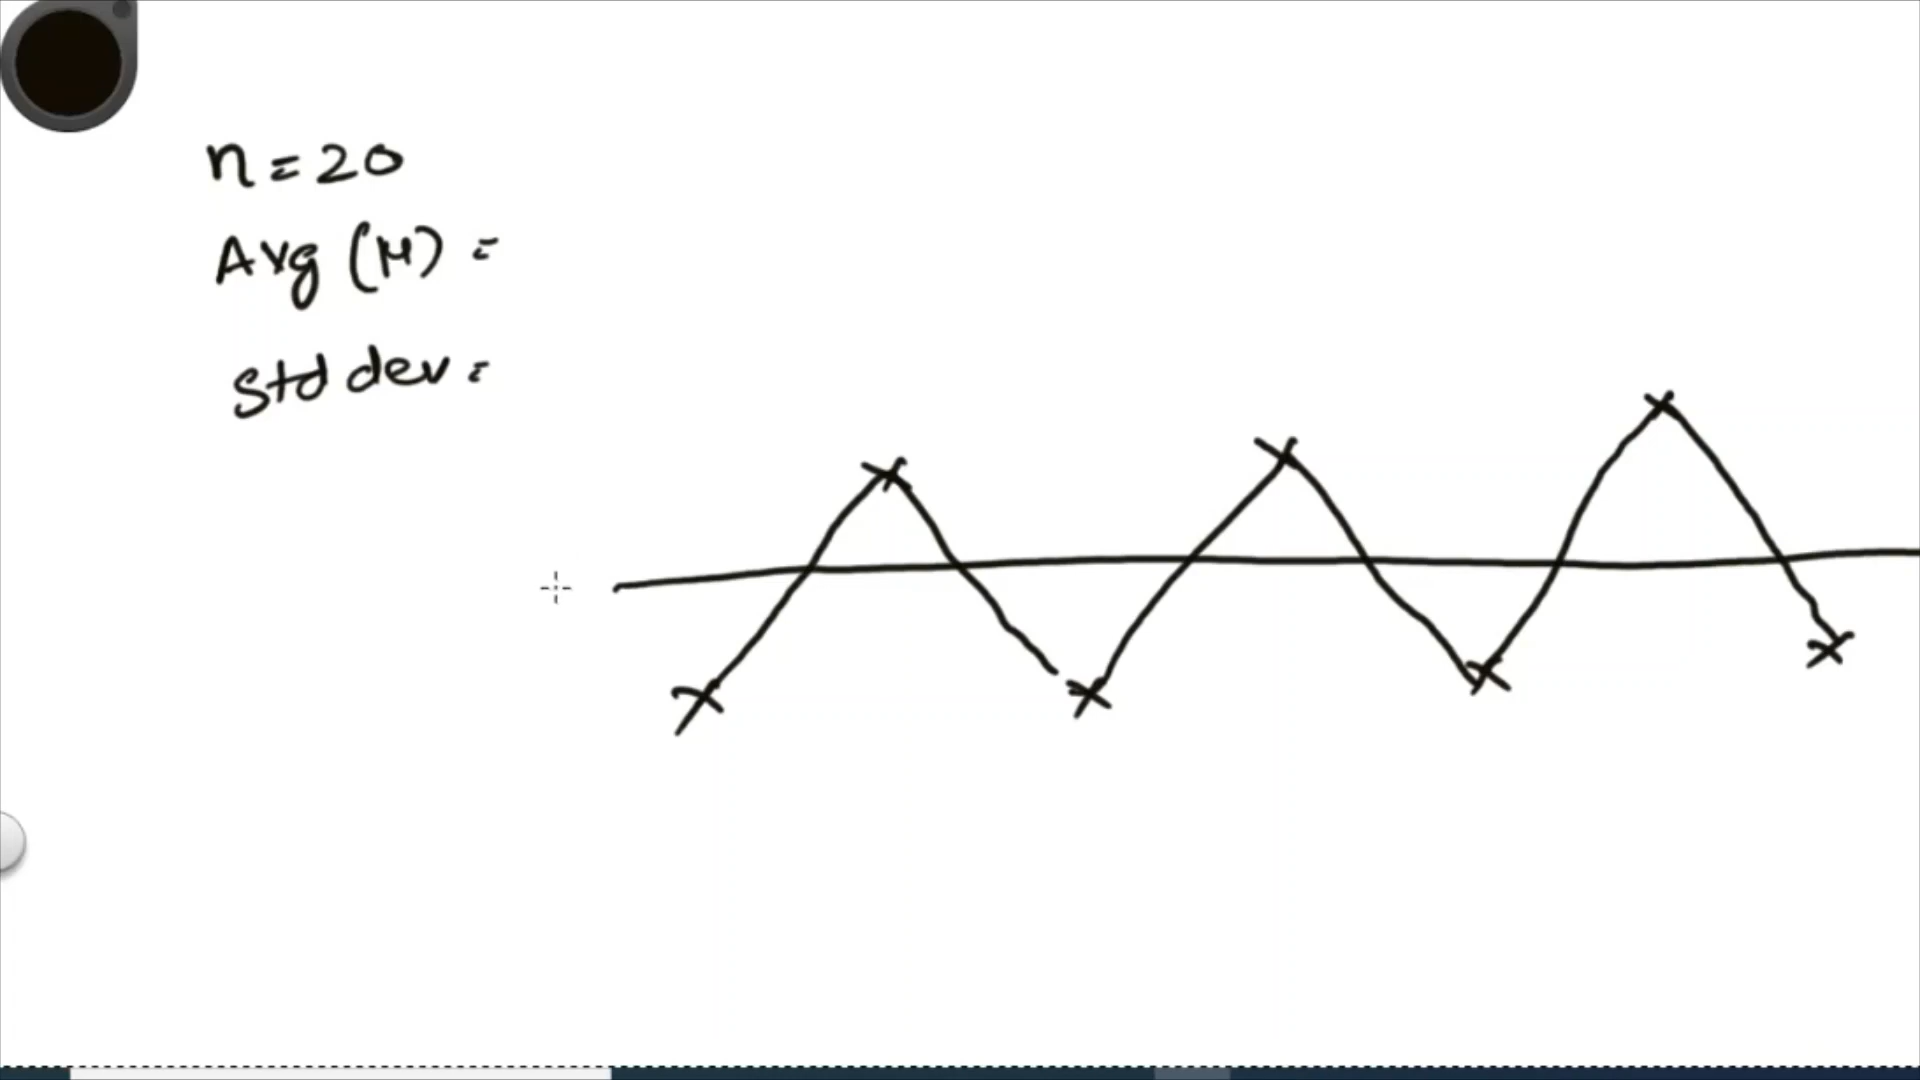 n = 20
Avg (μ) =
Std dev =